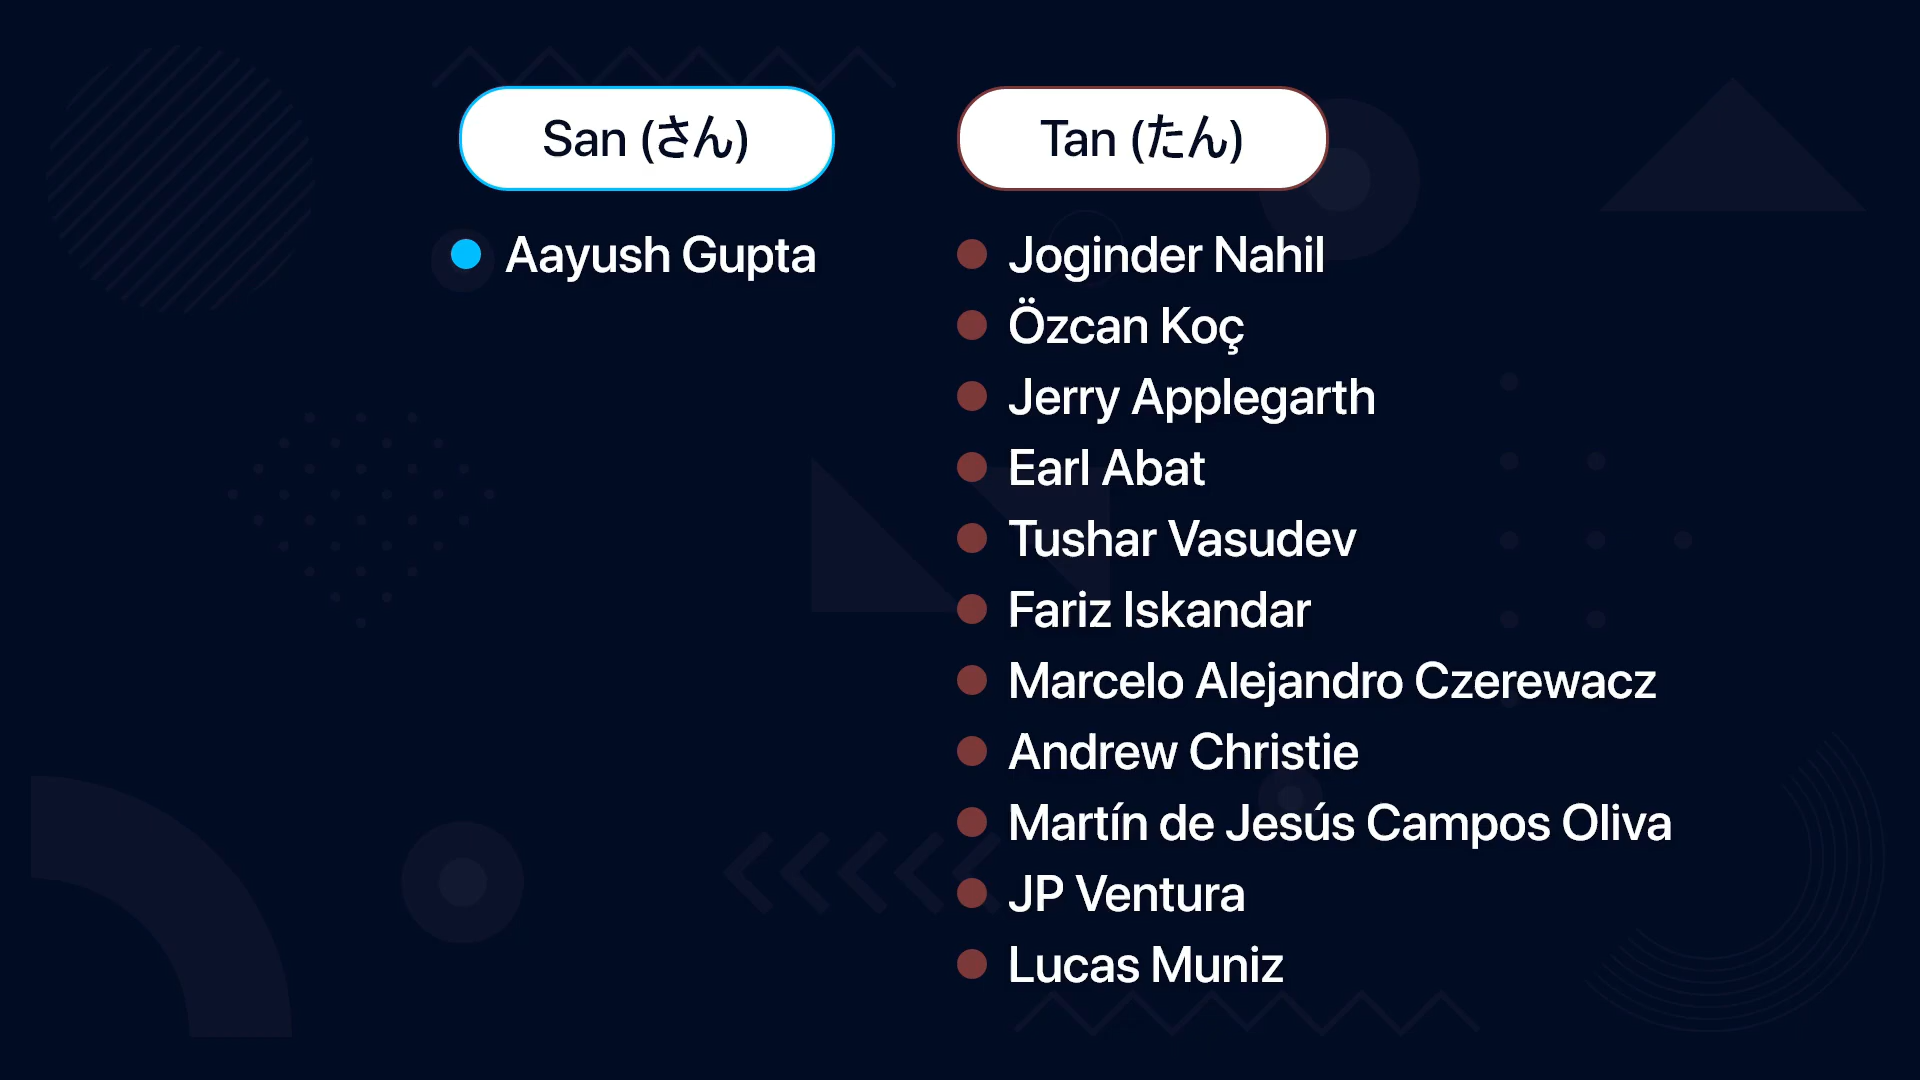 San (さん)
Aayush Gupta
Tan (たん)
Joginder Nahil
Özcan Koç
Jerry Applegarth
Earl Abat
Tushar Vasudev
Fariz Iskandar
Marcelo Alejandro Czerewacz
Andrew Christie
Martín de Jesús Campos Oliva
JP Ventura
Lucas Muniz